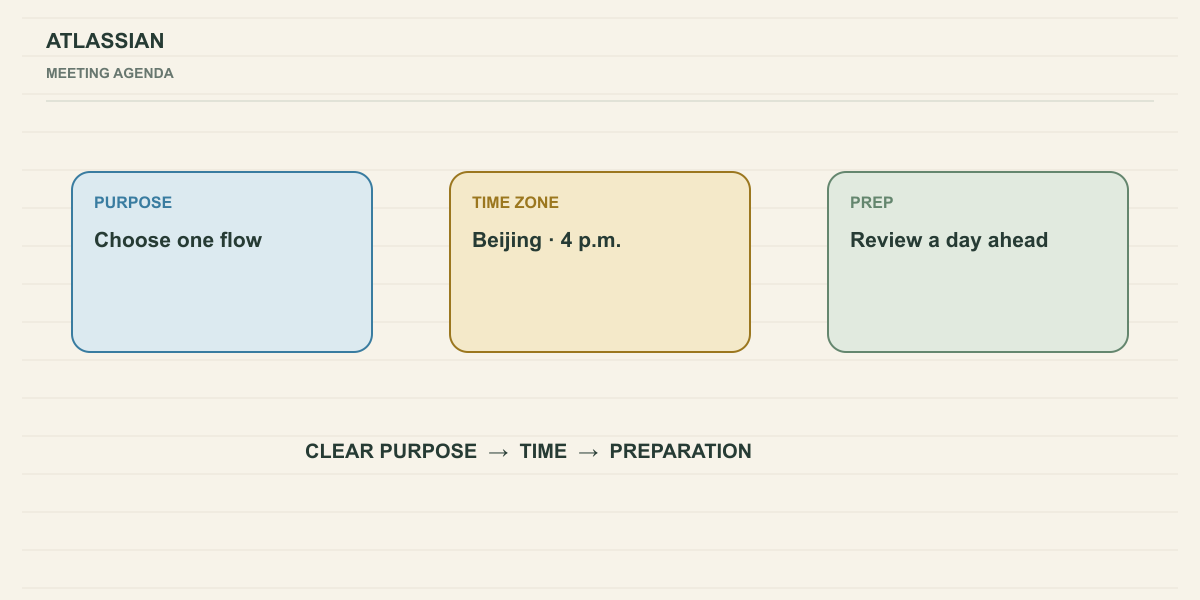 ATLASSIAN
MEETING AGENDA
PURPOSE
Choose one flow
TIME ZONE
Beijing · 4 p.m.
PREP
Review a day ahead
CLEAR PURPOSE → TIME → PREPARATION